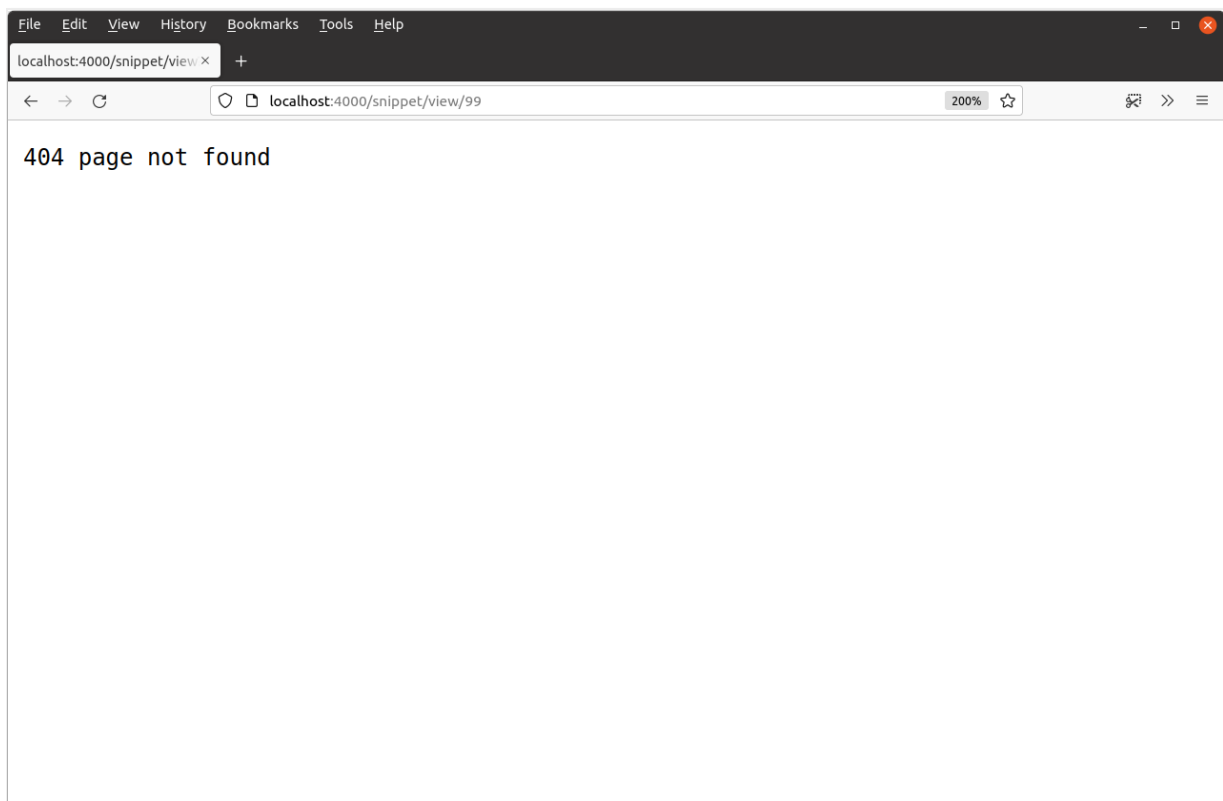 File Edit View History Bookmarks Tools Help
localhost:4000/snippet/view
localhost:4000/snippet/view/99 200%
404 page not found